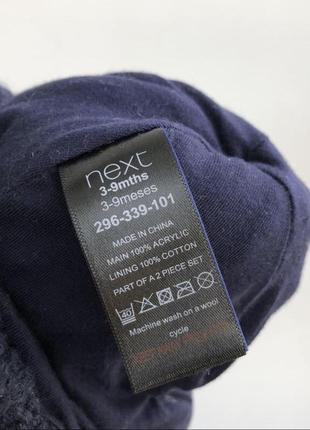 next
3-9mths
3-9meses
296-339-101
MADE IN CHINA
MAIN 100% ACRYLIC
LINING 100% COTTON
PART OF A 2 PIECE SET
40
Machine wash on a wool
cycle